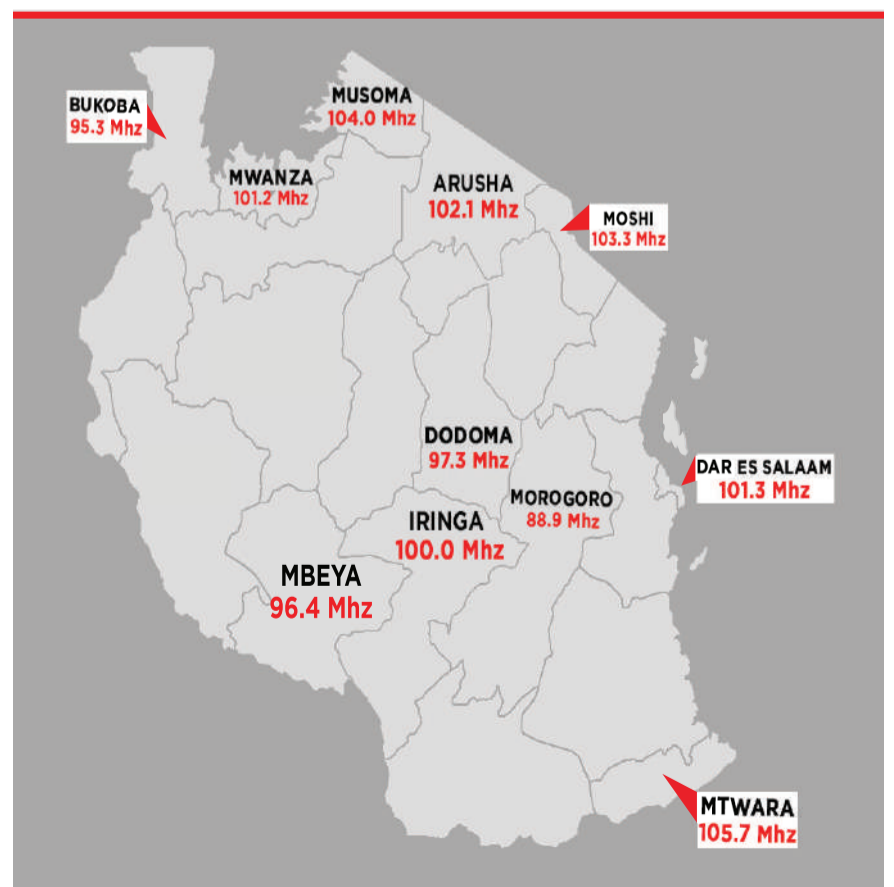 BUKOBA
95.3 Mhz
MUSOMA
104.0 Mhz
MWANZA
101.2 Mhz
ARUSHA
102.1 Mhz
MOSHI
103.3 Mhz
DODOMA
97.3 Mhz
DAR ES SALAAM
101.3 Mhz
MOROGORO
88.9 Mhz
IRINGA
100.0 Mhz
MBEYA
96.4 Mhz
MTWARA
105.7 Mhz